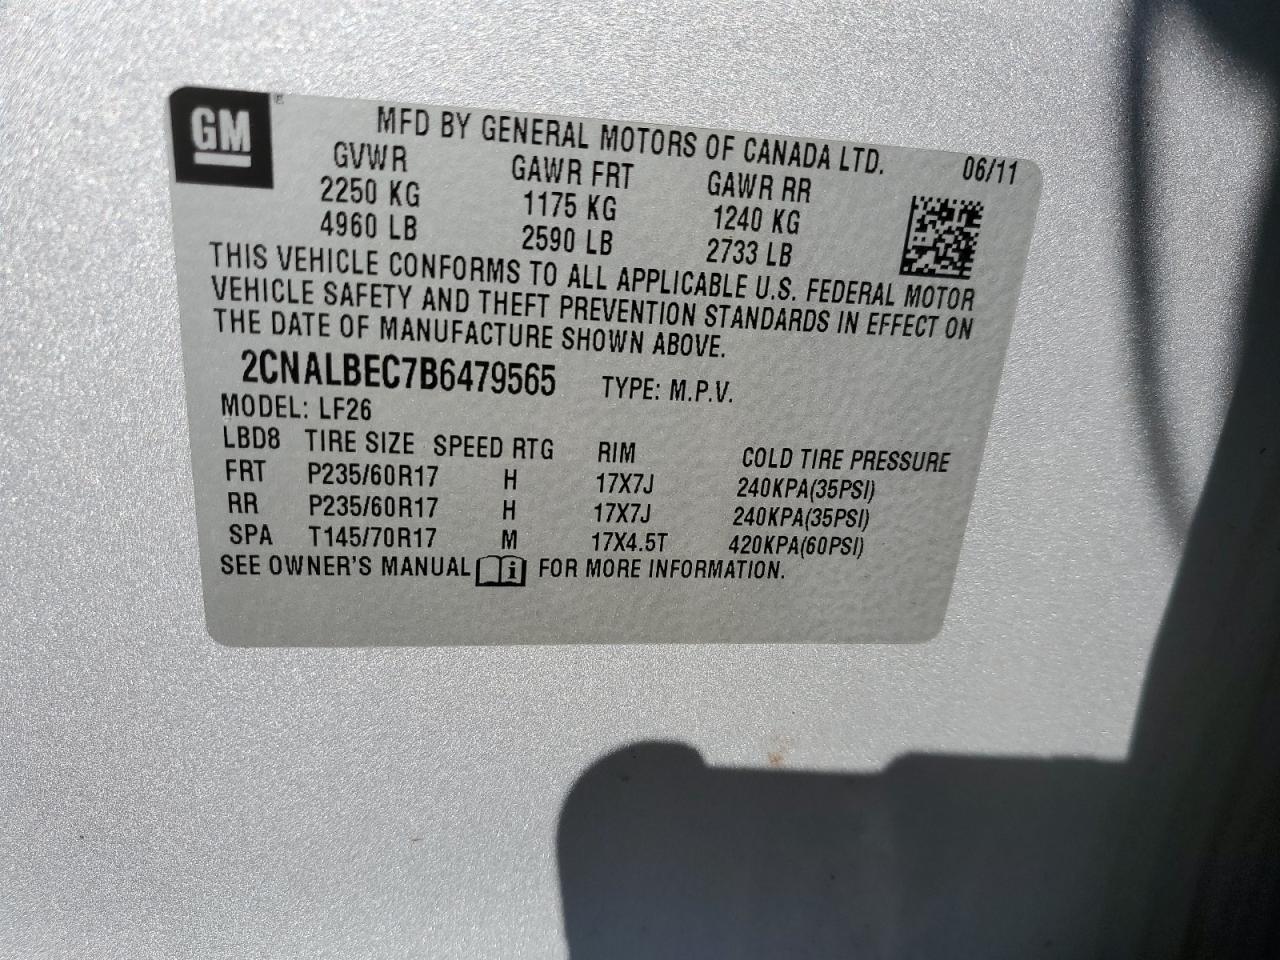 GM
MFD BY GENERAL MOTORS OF CANADA LTD. 06/11
GVWR GAWR FRT GAWR RR
2250 KG 1175 KG 1240 KG
4960 LB 2590 LB 2733 LB
THIS VEHICLE CONFORMS TO ALL APPLICABLE U.S. FEDERAL MOTOR
VEHICLE SAFETY AND THEFT PREVENTION STANDARDS IN EFFECT ON
THE DATE OF MANUFACTURE SHOWN ABOVE.
2CNALBEC7B6479565 TYPE: M.P.V.
MODEL: LF26
LBD8 TIRE SIZE SPEED RTG RIM COLD TIRE PRESSURE
FRT P235/60R17 H 17X7J 240KPA(35PSI)
RR P235/60R17 H 17X7J 240KPA(35PSI)
SPA T145/70R17 M 17X4.5T 420KPA(60PSI)
SEE OWNER'S MANUAL i FOR MORE INFORMATION.